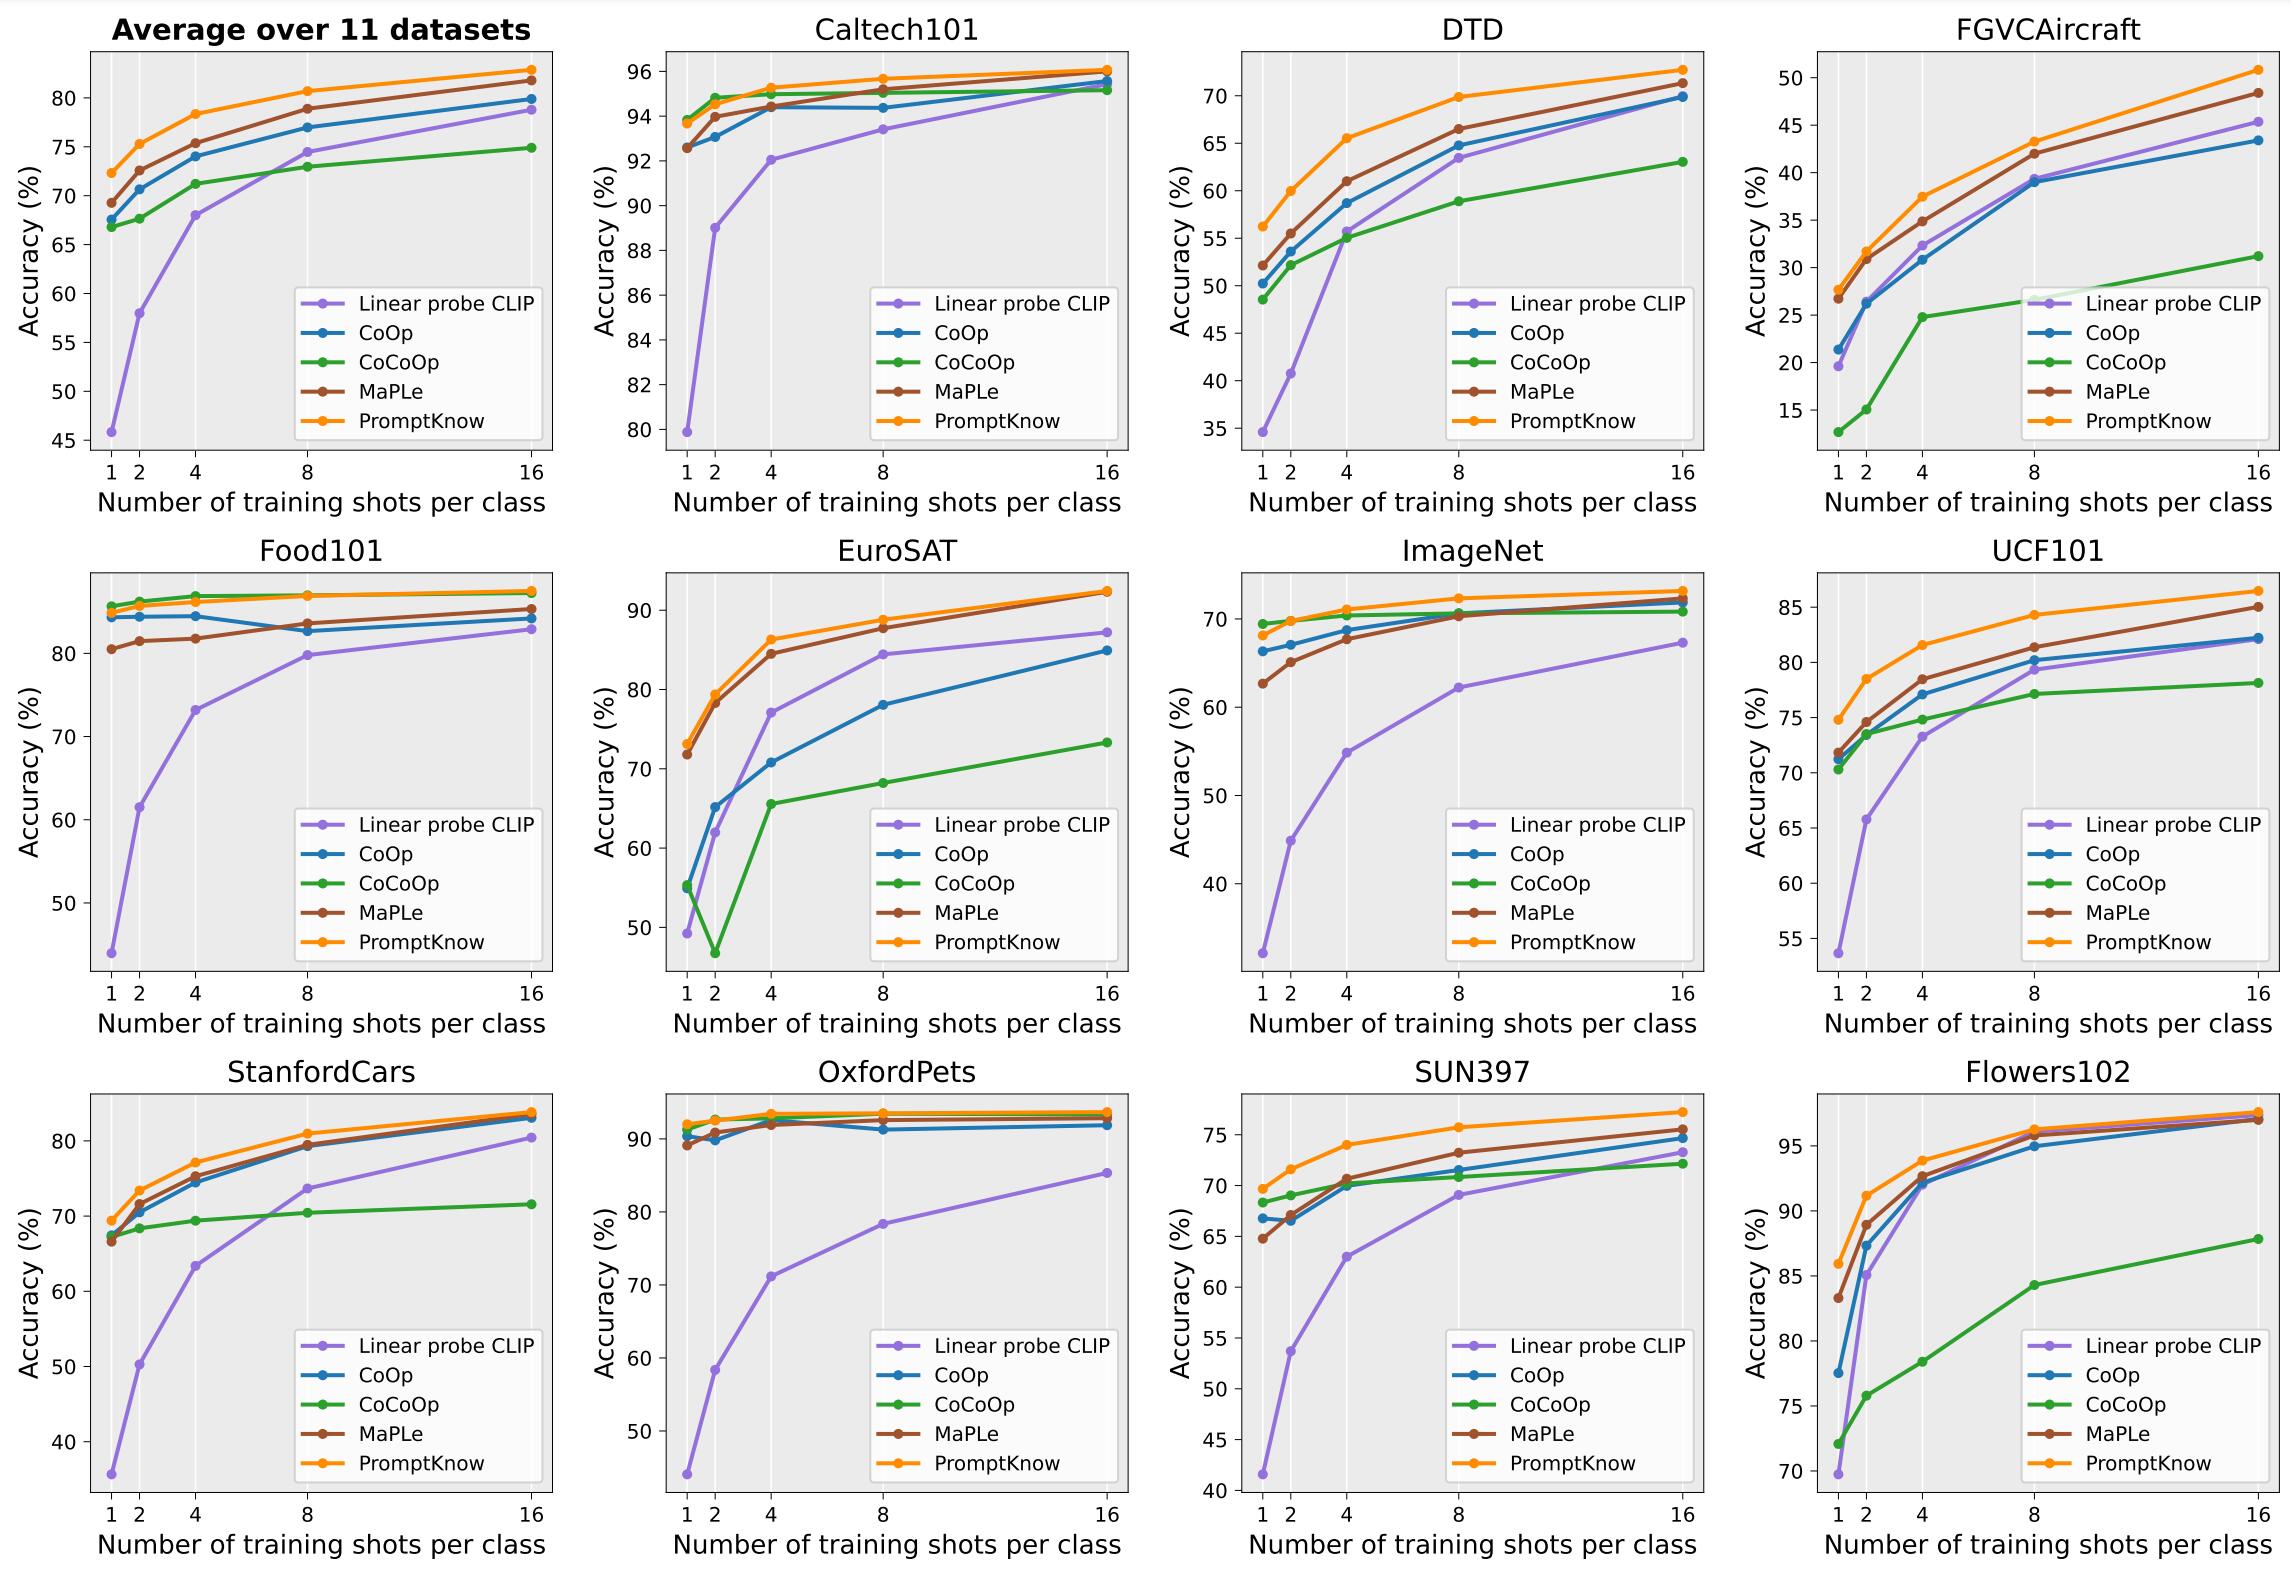 Average over 11 datasets
Accuracy (%)
80
75
70
65
60
55
50
45
Linear probe CLIP
CoOp
CoCoOp
MaPLe
PromptKnow
1 2 4 8 16
Number of training shots per class
Caltech101
Accuracy (%)
96
94
92
90
88
86
84
82
80
Linear probe CLIP
CoOp
CoCoOp
MaPLe
PromptKnow
1 2 4 8 16
Number of training shots per class
DTD
Accuracy (%)
70
65
60
55
50
45
40
35
Linear probe CLIP
CoOp
CoCoOp
MaPLe
PromptKnow
1 2 4 8 16
Number of training shots per class
FGVCAircraft
Accuracy (%)
50
45
40
35
30
25
20
15
Linear probe CLIP
CoOp
CoCoOp
MaPLe
PromptKnow
1 2 4 8 16
Number of training shots per class
Food101
Accuracy (%)
80
70
60
50
Linear probe CLIP
CoOp
CoCoOp
MaPLe
PromptKnow
1 2 4 8 16
Number of training shots per class
EuroSAT
Accuracy (%)
90
80
70
60
50
Linear probe CLIP
CoOp
CoCoOp
MaPLe
PromptKnow
1 2 4 8 16
Number of training shots per class
ImageNet
Accuracy (%)
70
60
50
40
Linear probe CLIP
CoOp
CoCoOp
MaPLe
PromptKnow
1 2 4 8 16
Number of training shots per class
UCF101
Accuracy (%)
85
80
75
70
65
60
55
Linear probe CLIP
CoOp
CoCoOp
MaPLe
PromptKnow
1 2 4 8 16
Number of training shots per class
StanfordCars
Accuracy (%)
80
70
60
50
40
Linear probe CLIP
CoOp
CoCoOp
MaPLe
PromptKnow
1 2 4 8 16
Number of training shots per class
OxfordPets
Accuracy (%)
90
80
70
60
50
Linear probe CLIP
CoOp
CoCoOp
MaPLe
PromptKnow
1 2 4 8 16
Number of training shots per class
SUN397
Accuracy (%)
75
70
65
60
55
50
45
40
Linear probe CLIP
CoOp
CoCoOp
MaPLe
PromptKnow
1 2 4 8 16
Number of training shots per class
Flowers102
Accuracy (%)
95
90
85
80
75
70
Linear probe CLIP
CoOp
CoCoOp
MaPLe
PromptKnow
1 2 4 8 16
Number of training shots per class